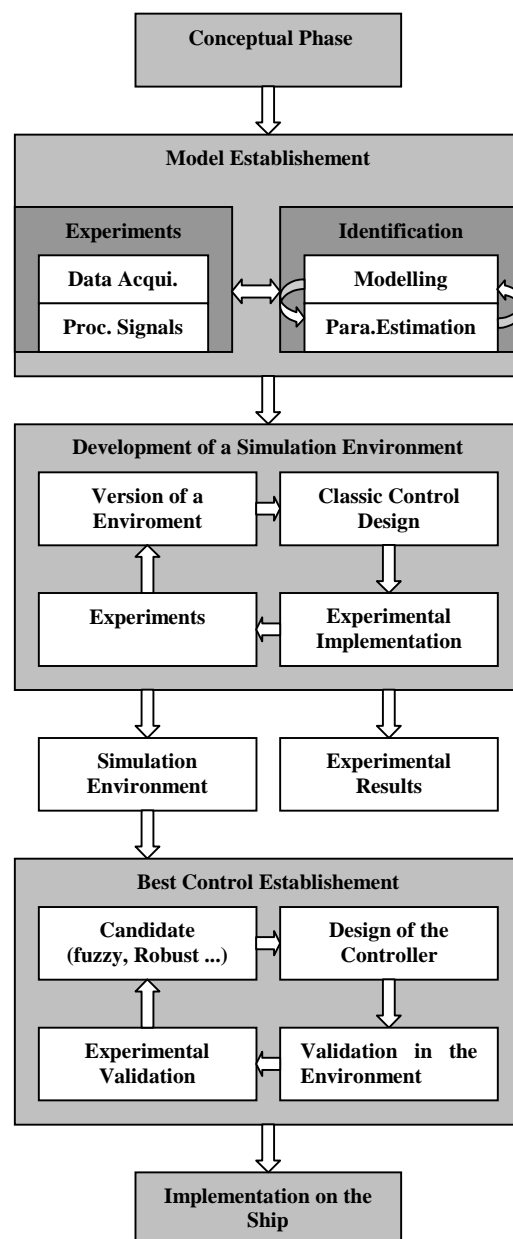 Conceptual Phase
Model Establishement
Experiments
Data Acqui.
Proc. Signals
Identification
Modelling
Para.Estimation
Development of a Simulation Environment
Version of a
Enviroment
Classic Control
Design
Experiments
Experimental
Implementation
Simulation
Environment
Experimental
Results
Best Control Establishement
Candidate
(fuzzy, Robust ...)
Design of the
Controller
Experimental
Validation
Validation in the
Environment
Implementation on the
Ship